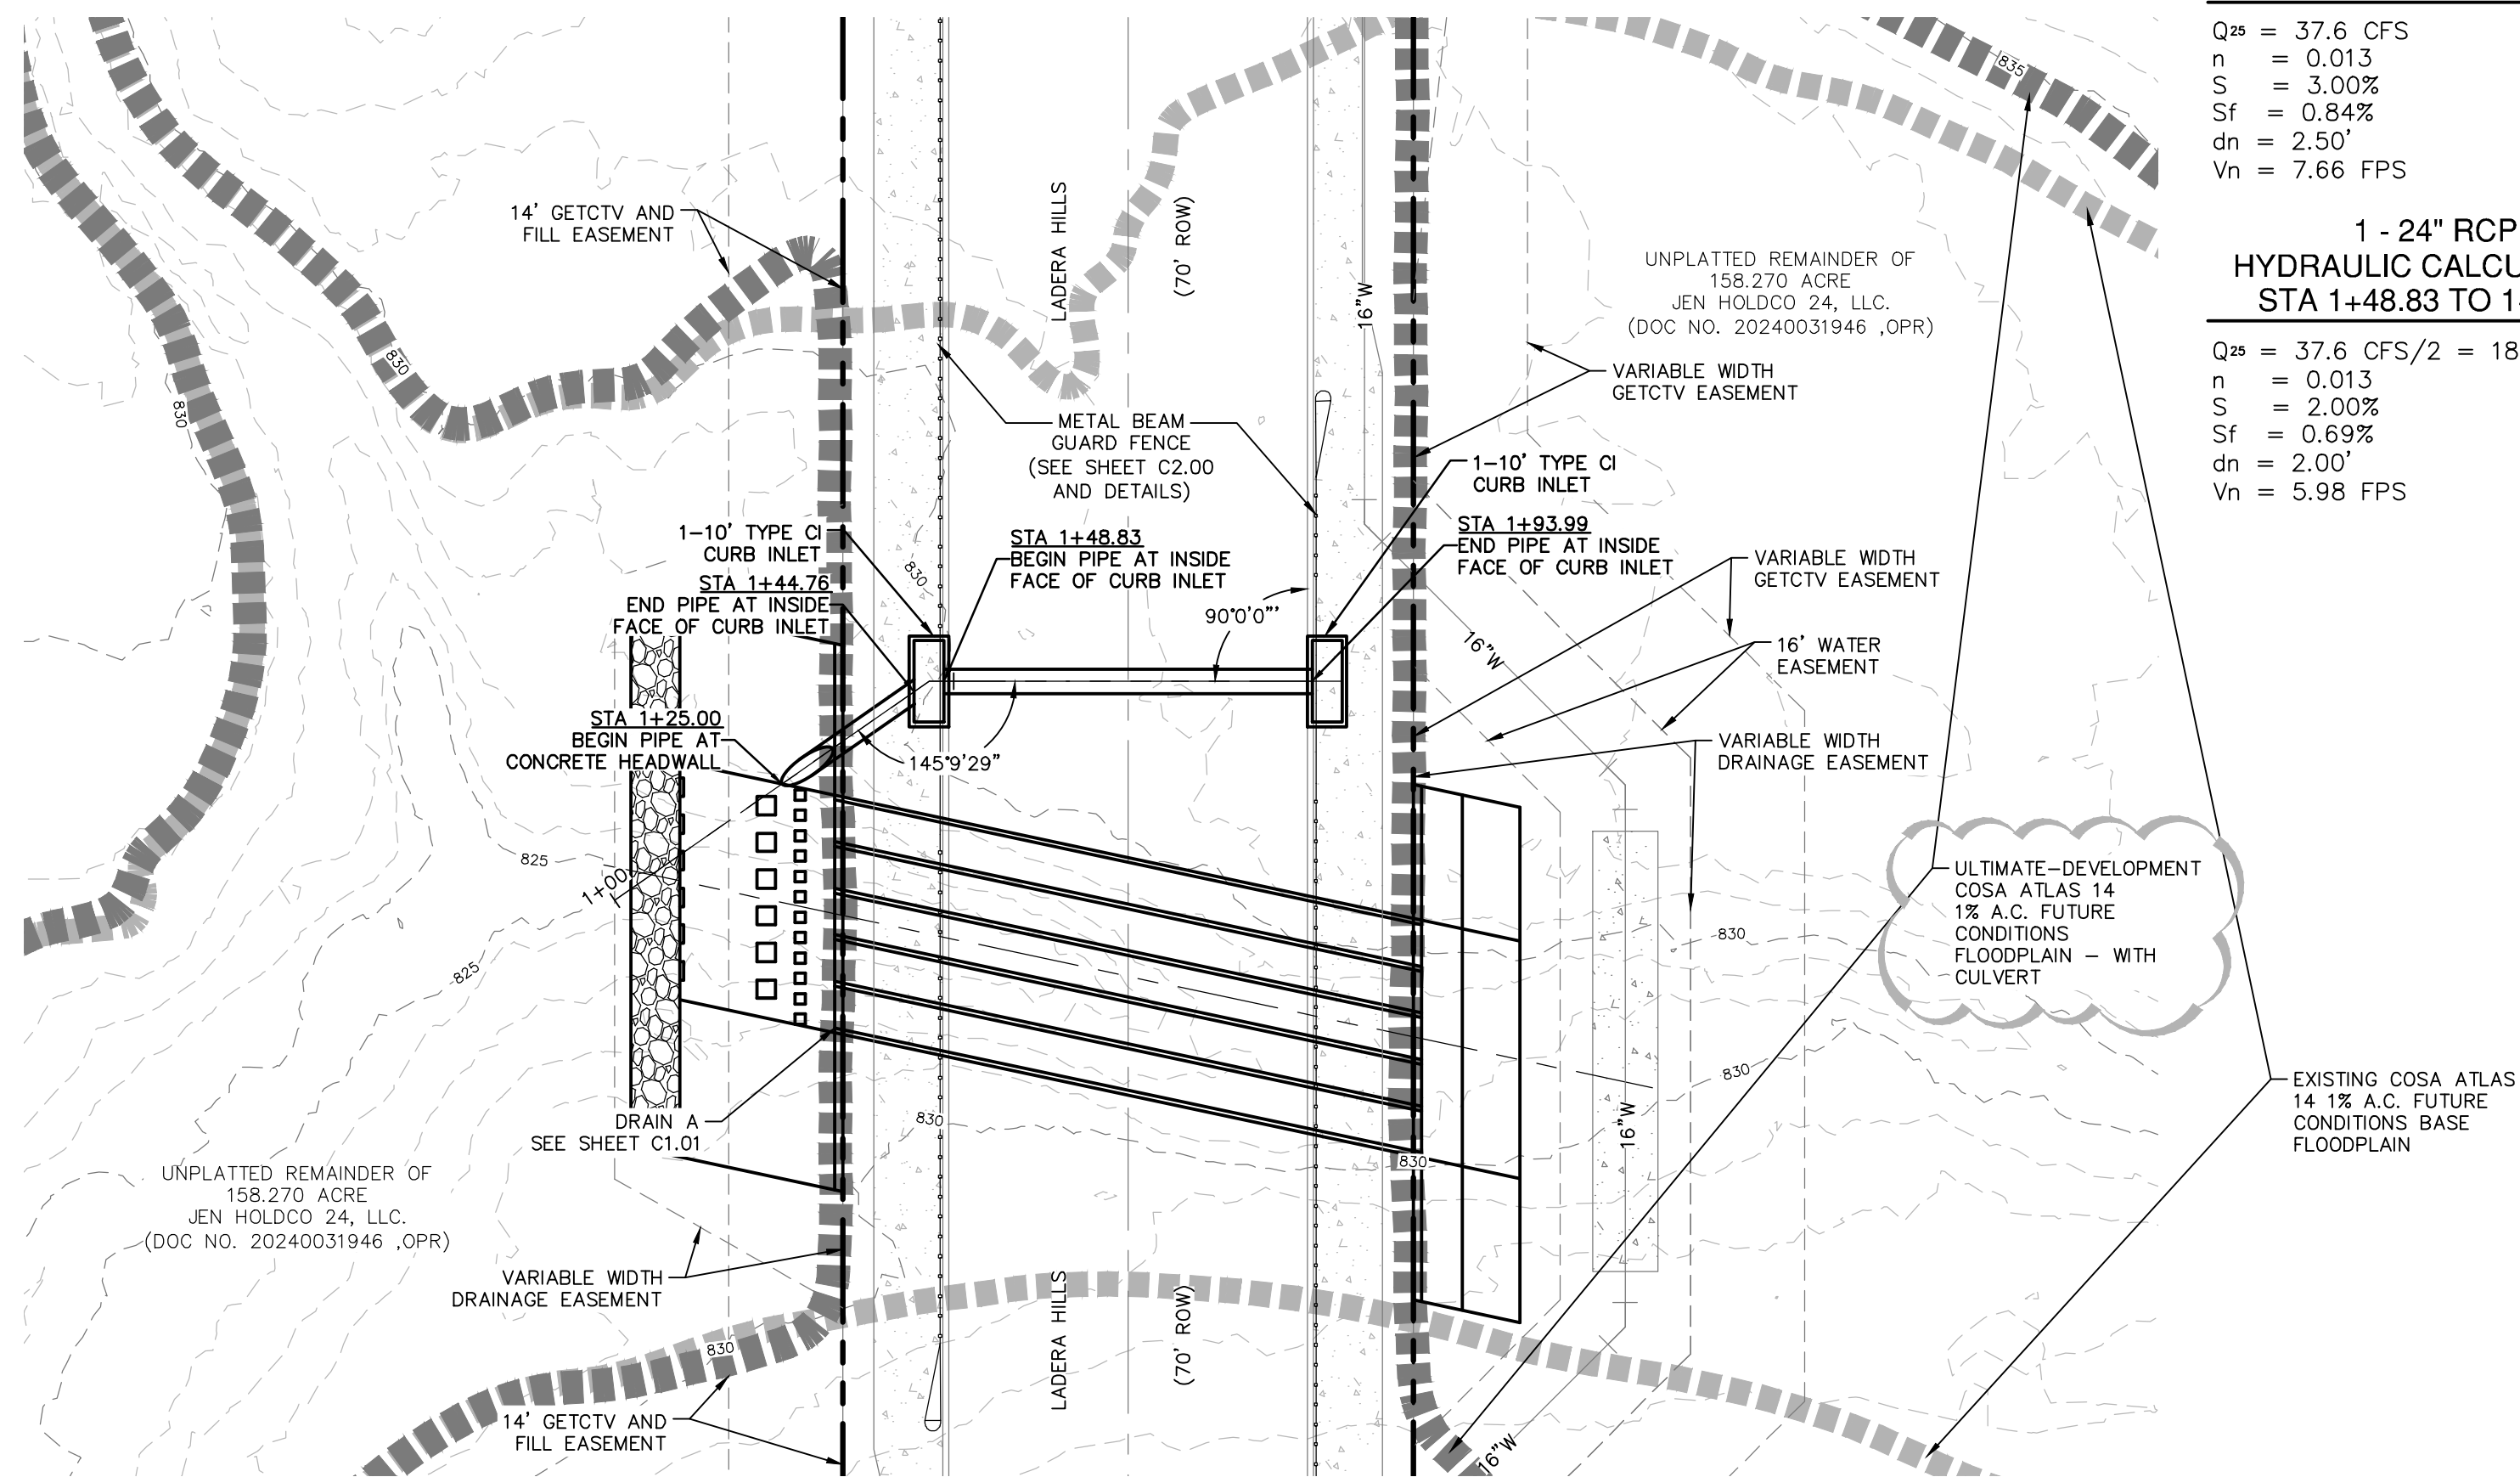 Q25 = 37.6 CFS
n = 0.013
S = 3.00%
Sf = 0.84%
dn = 2.50'
Vn = 7.66 FPS
1 - 24" RCP
HYDRAULIC CALCU
STA 1+48.83 TO 1
Q25 = 37.6 CFS/2 = 18
n = 0.013
S = 2.00%
Sf = 0.69%
dn = 2.00'
Vn = 5.98 FPS
835
14' GETCTV AND
FILL EASEMENT
LADERA HILLS
(70' ROW)
16"W
UNPLATTED REMAINDER OF
158.270 ACRE
JEN HOLDCO 24, LLC.
(DOC NO. 20240031946 ,OPR)
830
830
VARIABLE WIDTH
GETCTV EASEMENT
METAL BEAM
GUARD FENCE
(SEE SHEET C2.00
AND DETAILS)
1-10' TYPE CI
CURB INLET
1-10' TYPE CI
CURB INLET
STA 1+48.83
BEGIN PIPE AT INSIDE
FACE OF CURB INLET
STA 1+93.99
END PIPE AT INSIDE
FACE OF CURB INLET
830
STA 1+44.76
END PIPE AT INSIDE
FACE OF CURB INLET
90°0'0"
VARIABLE WIDTH
GETCTV EASEMENT
16"W
16' WATER
EASEMENT
STA 1+25.00
BEGIN PIPE AT
CONCRETE HEADWALL
145°9'29"
VARIABLE WIDTH
DRAINAGE EASEMENT
825
1+00
825
830
ULTIMATE-DEVELOPMENT
COSA ATLAS 14
1% A.C. FUTURE
CONDITIONS
FLOODPLAIN - WITH
CULVERT
830
EXISTING COSA ATLAS
14 1% A.C. FUTURE
CONDITIONS BASE
FLOODPLAIN
DRAIN A
SEE SHEET C1.01
830
16"W
830
UNPLATTED REMAINDER OF
158.270 ACRE
JEN HOLDCO 24, LLC.
(DOC NO. 20240031946 ,OPR)
VARIABLE WIDTH
DRAINAGE EASEMENT
LADERA HILLS
(70' ROW)
830
14' GETCTV AND
FILL EASEMENT
16"W